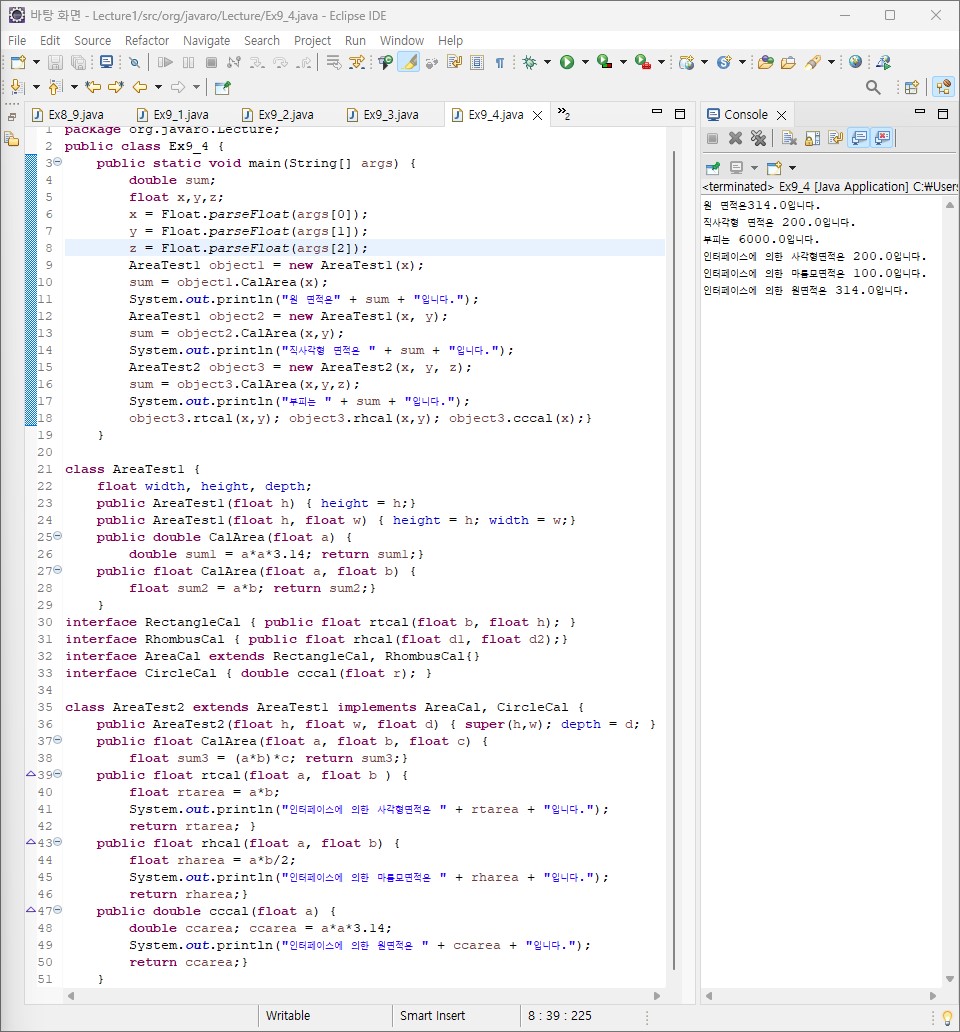 바탕 화면 - Lecture1/src/org/javaro/Lecture/Ex9_4.java - Eclipse IDE
File Edit Source Refactor Navigate Search Project Run Window Help
Ex8_9.java Ex9_1.java Ex9_2.java Ex9_3.java Ex9_4.java »2
1 package org.javaro.Lecture;
2 public class Ex9_4 {
3 public static void main(String[] args) {
4 double sum;
5 float x,y,z;
6 x = Float.parseFloat(args[0]);
7 y = Float.parseFloat(args[1]);
8 z = Float.parseFloat(args[2]);
9 AreaTest1 object1 = new AreaTest1(x);
10 sum = object1.CalArea(x);
11 System.out.println("원 면적은" + sum + "입니다.");
12 AreaTest1 object2 = new AreaTest1(x, y);
13 sum = object2.CalArea(x,y);
14 System.out.println("직사각형 면적은 " + sum + "입니다.");
15 AreaTest2 object3 = new AreaTest2(x, y, z);
16 sum = object3.CalArea(x,y,z);
17 System.out.println("부피는 " + sum + "입니다.");
18 object3.rtcal(x,y); object3.rhcal(x,y); object3.cccal(x);}
19 }
20
21 class AreaTest1 {
22 float width, height, depth;
23 public AreaTest1(float h) { height = h;}
24 public AreaTest1(float h, float w) { height = h; width = w;}
25 public double CalArea(float a) {
26 double sum1 = a*a*3.14; return sum1;}
27 public float CalArea(float a, float b) {
28 float sum2 = a*b; return sum2;}
29 }
30 interface RectangleCal { public float rtcal(float b, float h); }
31 interface RhombusCal { public float rhcal(float d1, float d2);}
32 interface AreaCal extends RectangleCal, RhombusCal{}
33 interface CircleCal { double cccal(float r); }
34
35 class AreaTest2 extends AreaTest1 implements AreaCal, CircleCal {
36 public AreaTest2(float h, float w, float d) { super(h,w); depth = d; }
37 public float CalArea(float a, float b, float c) {
38 float sum3 = (a*b)*c; return sum3;}
39 public float rtcal(float a, float b ) {
40 float rtarea = a*b;
41 System.out.println("인터페이스에 의한 사각형면적은 " + rtarea + "입니다.");
42 return rtarea; }
43 public float rhcal(float a, float b) {
44 float rharea = a*b/2;
45 System.out.println("인터페이스에 의한 마름모면적은 " + rharea + "입니다.");
46 return rharea;}
47 public double cccal(float a) {
48 double ccarea; ccarea = a*a*3.14;
49 System.out.println("인터페이스에 의한 원면적은 " + ccarea + "입니다.");
50 return ccarea;}
51 }
Console
<terminated> Ex9_4 [Java Application] C:₩Users
원 면적은314.0입니다.
직사각형 면적은 200.0입니다.
부피는 6000.0입니다.
인터페이스에 의한 사각형면적은 200.0입니다.
인터페이스에 의한 마름모면적은 100.0입니다.
인터페이스에 의한 원면적은 314.0입니다.
Writable Smart Insert 8 : 39 : 225